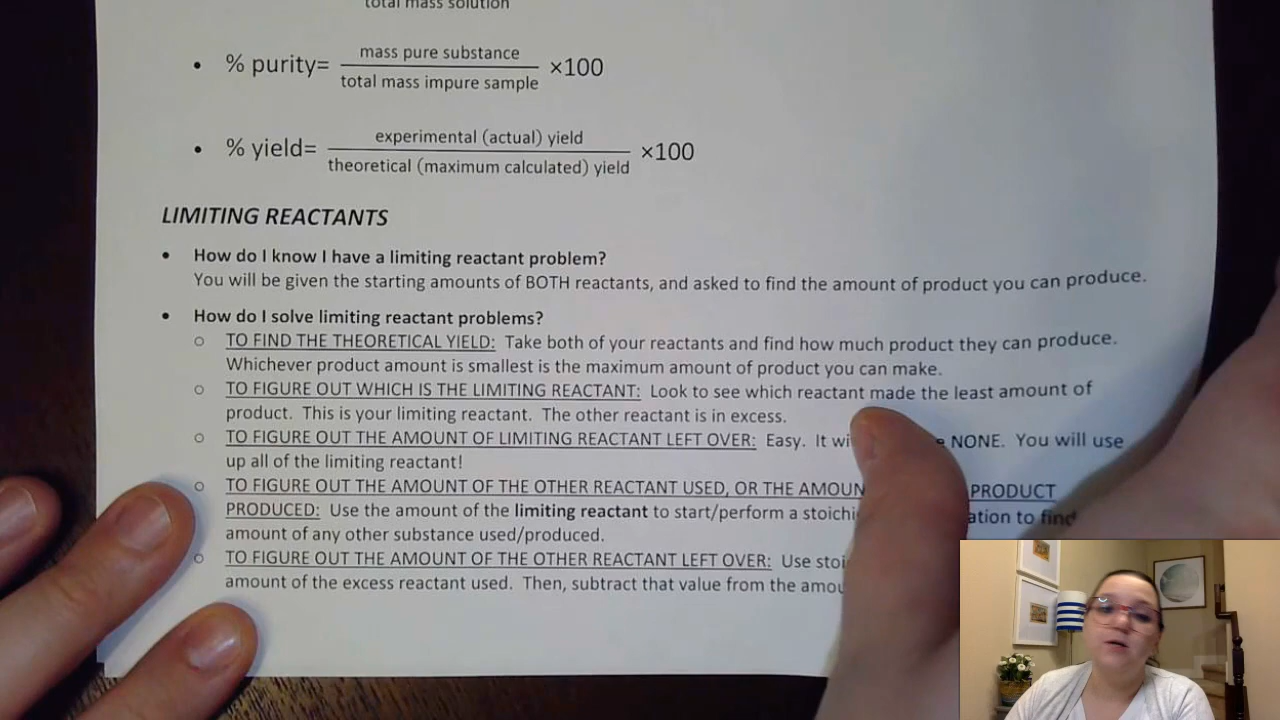 total mass solution
• % purity= mass pure substance / total mass impure sample ×100
• % yield= experimental (actual) yield / theoretical (maximum calculated) yield ×100
LIMITING REACTANTS
• How do I know I have a limiting reactant problem?
You will be given the starting amounts of BOTH reactants, and asked to find the amount of product you can produce.
• How do I solve limiting reactant problems?
○ TO FIND THE THEORETICAL YIELD: Take both of your reactants and find how much product they can produce.
Whichever product amount is smallest is the maximum amount of product you can make.
○ TO FIGURE OUT WHICH IS THE LIMITING REACTANT: Look to see which reactant made the least amount of
product. This is your limiting reactant. The other reactant is in excess.
○ TO FIGURE OUT THE AMOUNT OF LIMITING REACTANT LEFT OVER: Easy. It NONE. You will use
up all of the limiting reactant!
○ TO FIGURE OUT THE AMOUNT OF THE OTHER REACTANT USED, OR THE PRODUCT
PRODUCED: Use the amount of the limiting reactant to start/perform a to find
amount of any other substance used/produced.
○ TO FIGURE OUT THE AMOUNT OF THE OTHER REACTANT LEFT OVER: Use
amount of the excess reactant used. Then, subtract that value from the